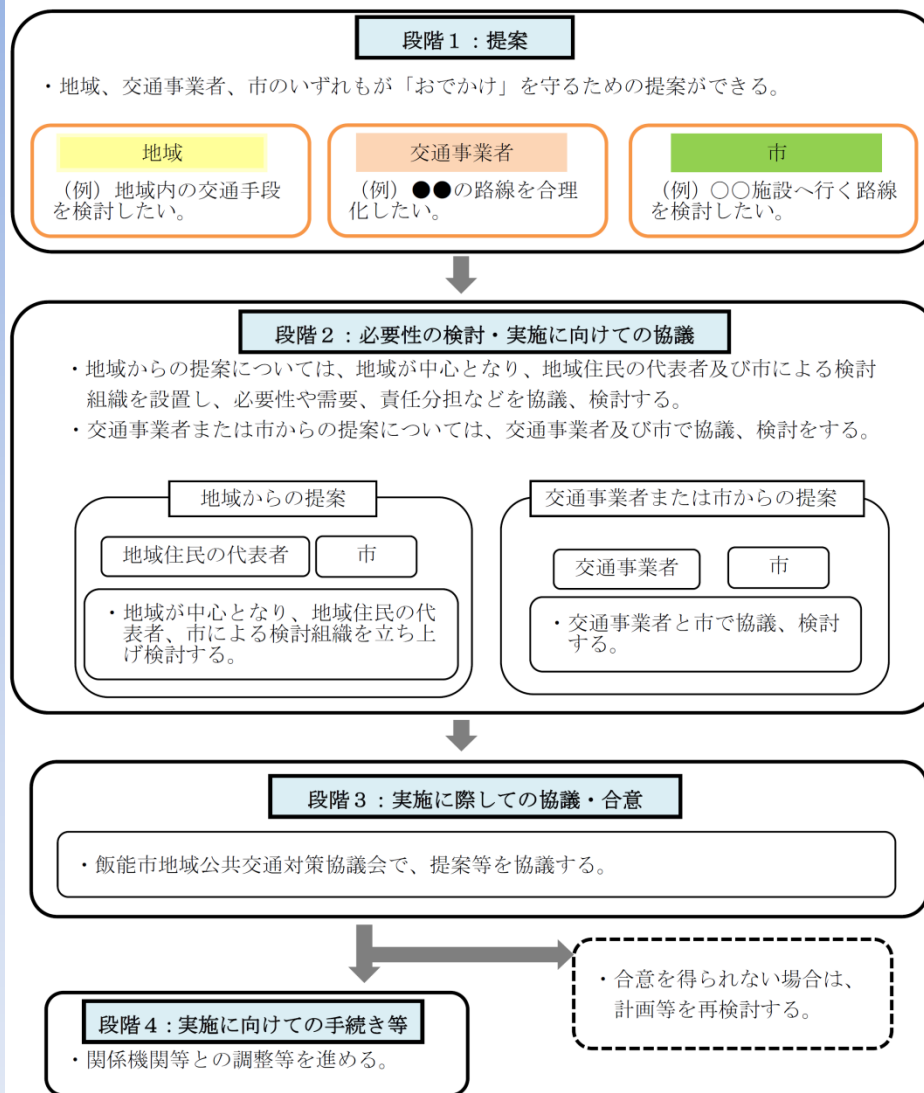 段階１：提案
・地域、交通事業者、市のいずれもが「おでかけ」を守るための提案ができる。
地域
（例）地域内の交通手段
を検討したい。
交通事業者
（例）●●の路線を合理
化したい。
市
（例）○○施設へ行く路線
を検討したい。
段階２：必要性の検討・実施に向けての協議
・地域からの提案については、地域が中心となり、地域住民の代表者及び市による検討
組織を設置し、必要性や需要、責任分担などを協議、検討する。
・交通事業者または市からの提案については、交通事業者及び市で協議、検討をする。
地域からの提案
地域住民の代表者
市
・地域が中心となり、地域住民の代
表者、市による検討組織を立ち上
げ検討する。
交通事業者または市からの提案
交通事業者
市
・交通事業者と市で協議、検討
する。
段階３：実施に際しての協議・合意
・飯能市地域公共交通対策協議会で、提案等を協議する。
・合意を得られない場合は、
計画等を再検討する。
段階４：実施に向けての手続き等
・関係機関等との調整等を進める。